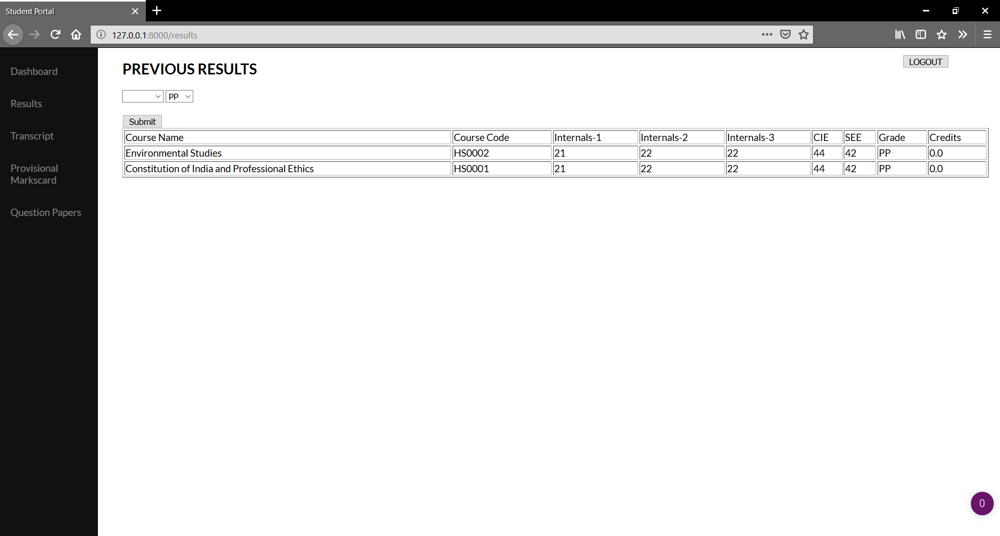 Student Portal
127.0.0.1:8000/results
Dashboard
Results
Transcript
Provisional
Markscard
Question Papers
LOGOUT
PREVIOUS RESULTS
PP
Submit
Course Name Course Code Internals-1 Internals-2 Internals-3 CIE SEE Grade Credits
Environmental Studies HS0002 21 22 22 44 42 PP 0.0
Constitution of India and Professional Ethics HS0001 21 22 22 44 42 PP 0.0
0